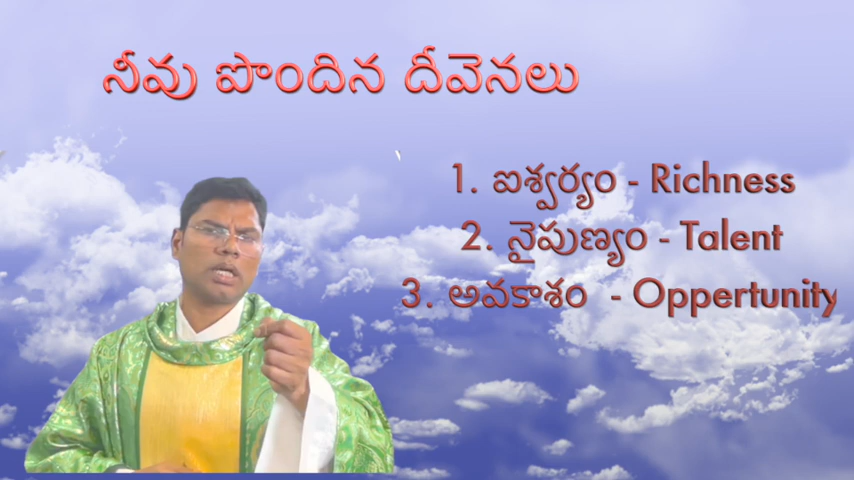 నీవు పొందిన దీవెనలు
1. ఐశ్వర్యం - Richness
2. నైపుణ్యం - Talent
3. అవకాశం - Oppertunity